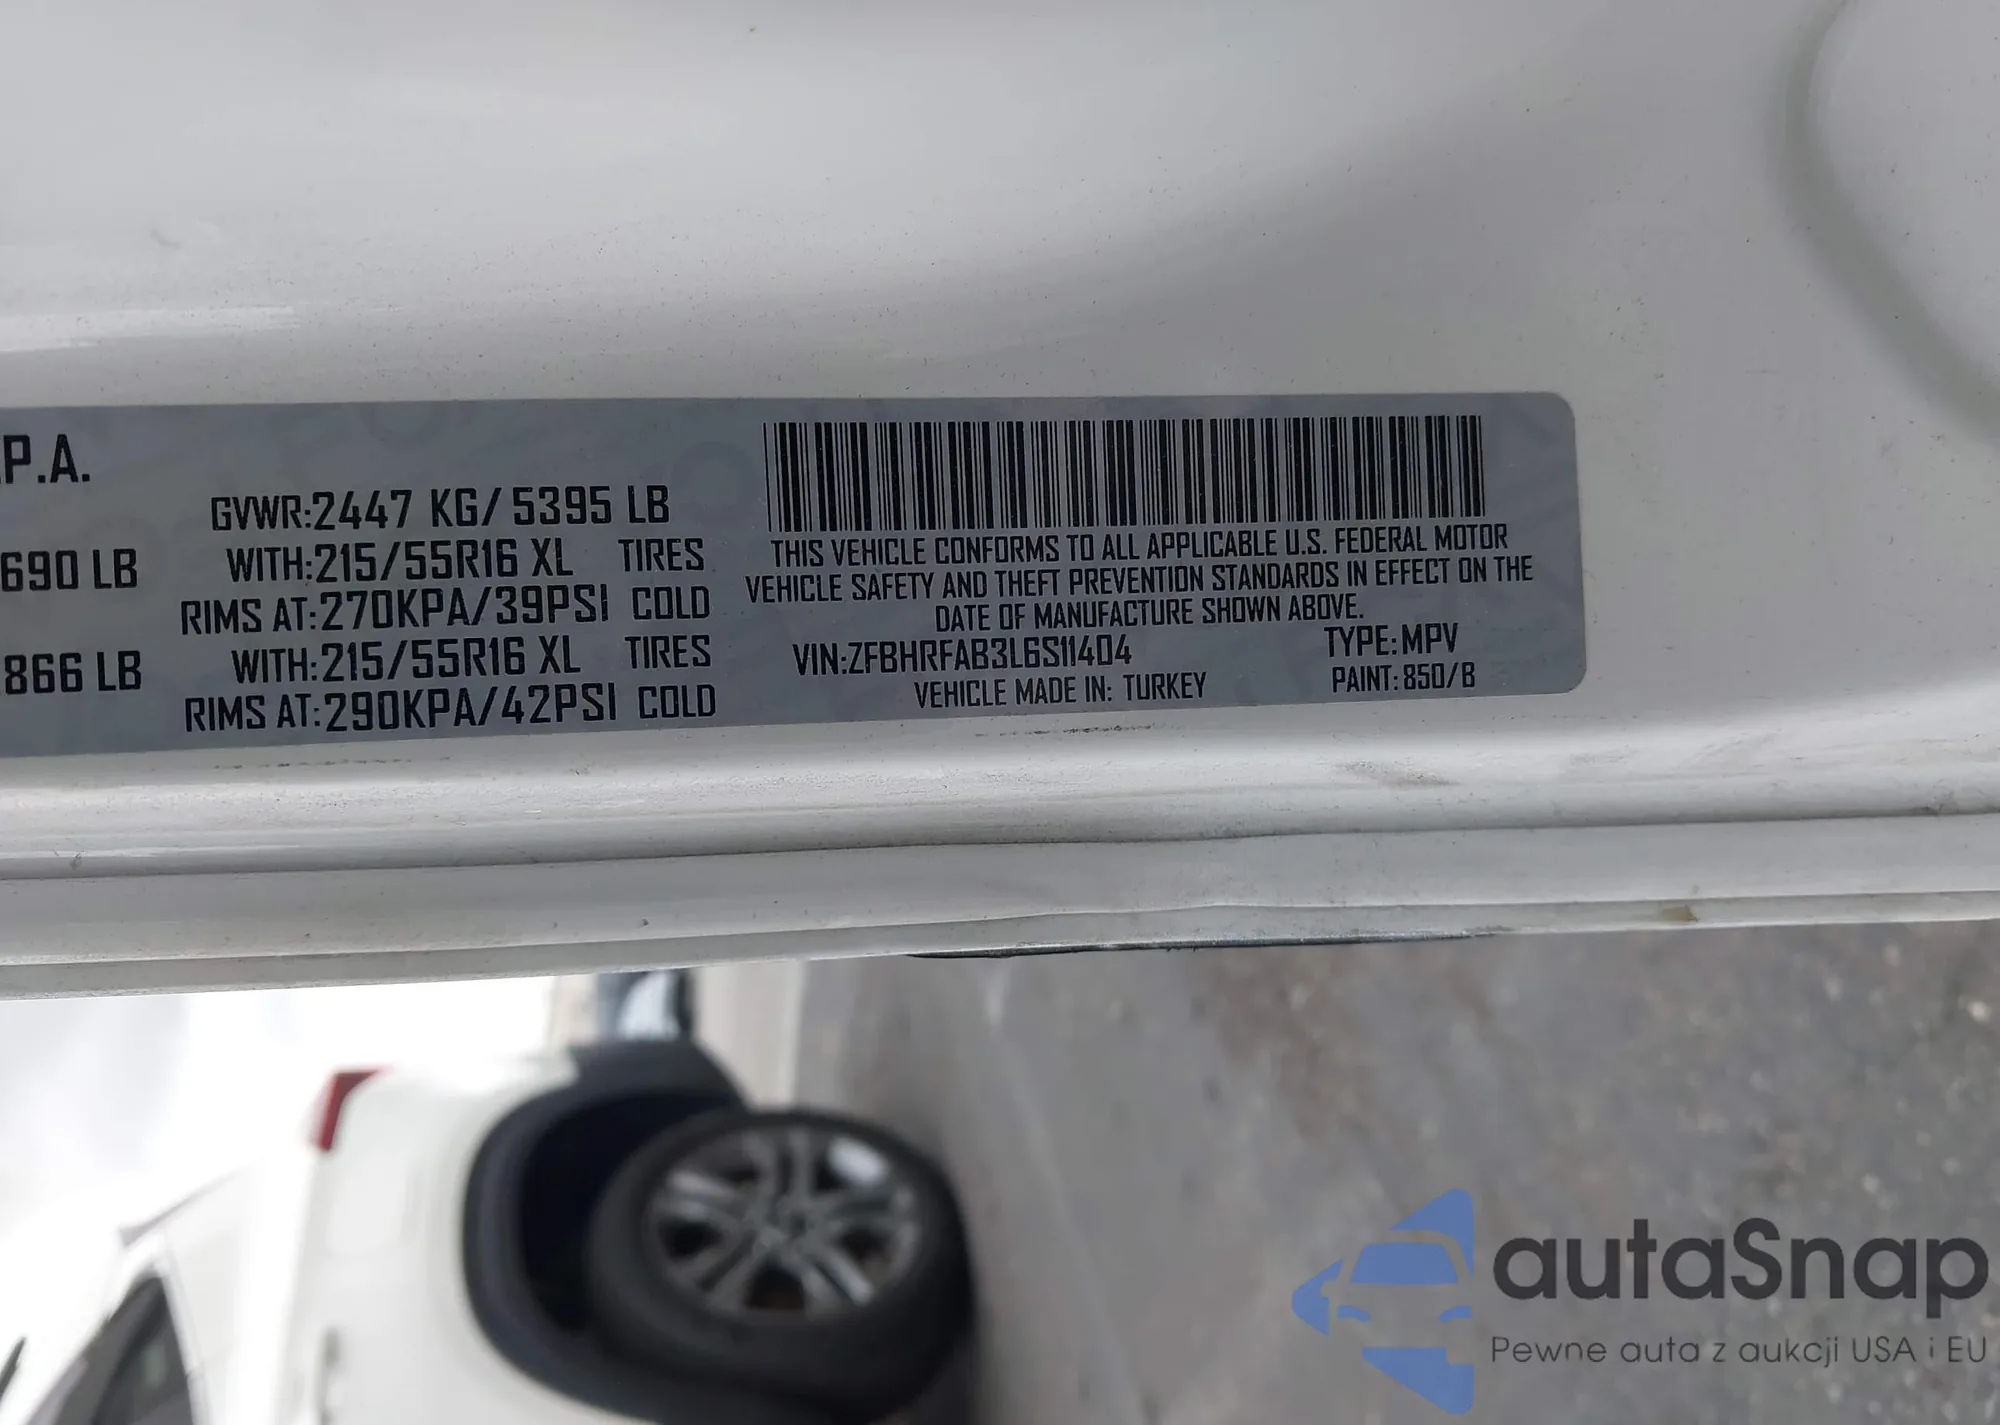 .P.A.
GVWR:2447 KG/5395 LB
690 LB WITH:215/55R16 XL TIRES
RIMS AT:270KPA/39PSI COLD
866 LB WITH:215/55R16 XL TIRES
RIMS AT:290KPA/42PSI COLD
THIS VEHICLE CONFORMS TO ALL APPLICABLE U.S. FEDERAL MOTOR
VEHICLE SAFETY AND THEFT PREVENTION STANDARDS IN EFFECT ON THE
DATE OF MANUFACTURE SHOWN ABOVE.
VIN:ZFBHRFAB3L6S11404 TYPE:MPV
VEHICLE MADE IN: TURKEY PAINT:850/B
autaSnap
Pewne auta z aukcji USA i EU